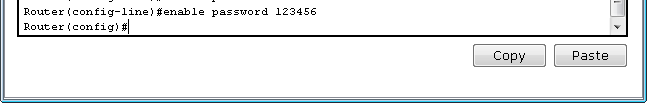 Router(config-line)#enable password 123456
Router(config)#
Copy
Paste